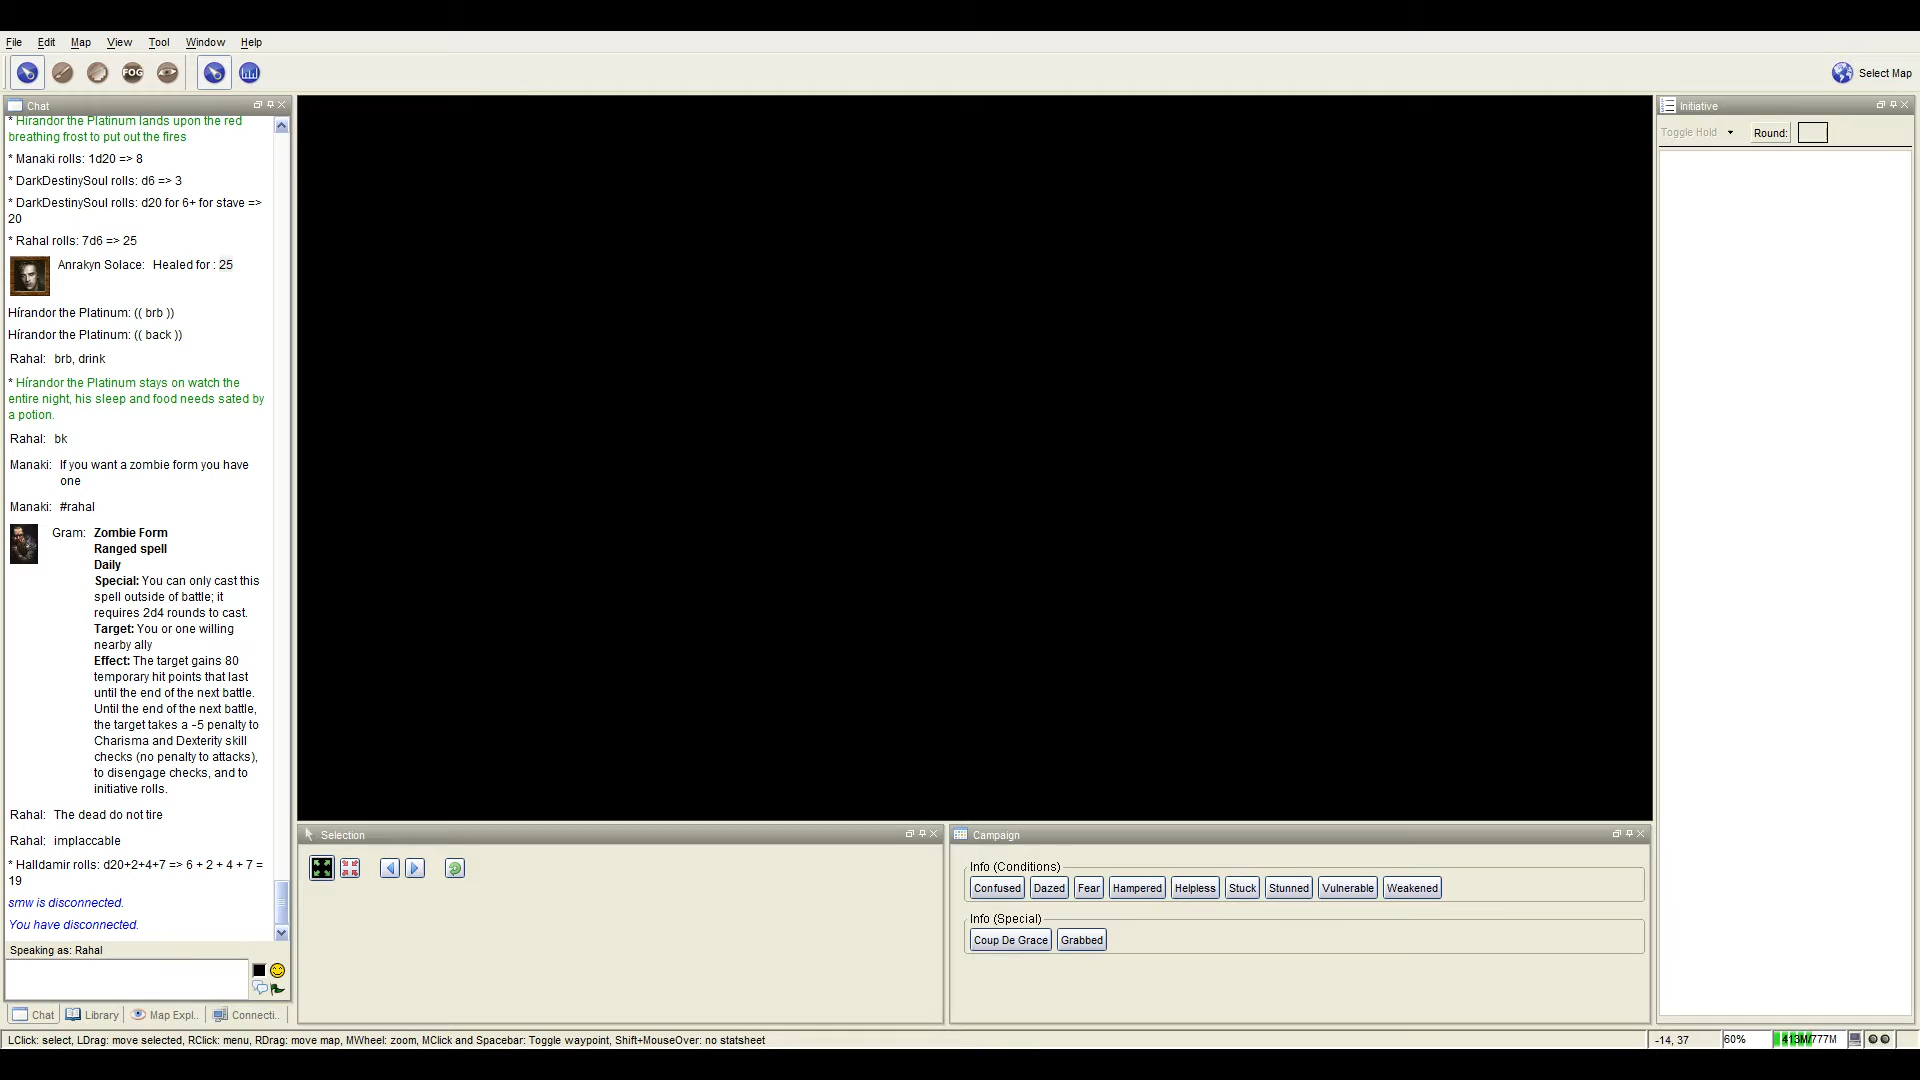 File Edit Map View Tool Window Help
FOG
Select Map
Chat
* Hírandor the Platinum lands upon the red
breathing frost to put out the fires
* Manaki rolls: 1d20 => 8
* DarkDestinySoul rolls: d6 => 3
* DarkDestinySoul rolls: d20 for 6+ for stave =>
20
* Rahal rolls: 7d6 => 25
Anrakyn Solace: Healed for : 25
Hírandor the Platinum: (( brb ))
Hírandor the Platinum: (( back ))
Rahal: brb, drink
* Hírandor the Platinum stays on watch the
entire night, his sleep and food needs sated by
a potion.
Rahal: bk
Manaki: If you want a zombie form you have
one
Manaki: #rahal
Gram: Zombie Form
Ranged spell
Daily
Special: You can only cast this
spell outside of battle; it
requires 2d4 rounds to cast.
Target: You or one willing
nearby ally
Effect: The target gains 80
temporary hit points that last
until the end of the next battle.
Until the end of the next battle,
the target takes a -5 penalty to
Charisma and Dexterity skill
checks (no penalty to attacks),
to disengage checks, and to
initiative rolls.
Rahal: The dead do not tire
Rahal: implaccable
* Halldamir rolls: d20+2+4+7 => 6 + 2 + 4 + 7 =
19
smw is disconnected.
You have disconnected.
Speaking as: Rahal
Chat Library Map Expl.. Connecti..
Selection
Campaign
Info (Conditions)
Confused Dazed Fear Hampered Helpless Stuck Stunned Vulnerable Weakened
Info (Special)
Coup De Grace Grabbed
Initiative
Toggle Hold Round:
LClick: select, LDrag: move selected, RClick: menu, RDrag: move map, MWheel: zoom, MClick and Spacebar: Toggle waypoint, Shift+MouseOver: no statsheet
-14, 37 60% 413M/777M